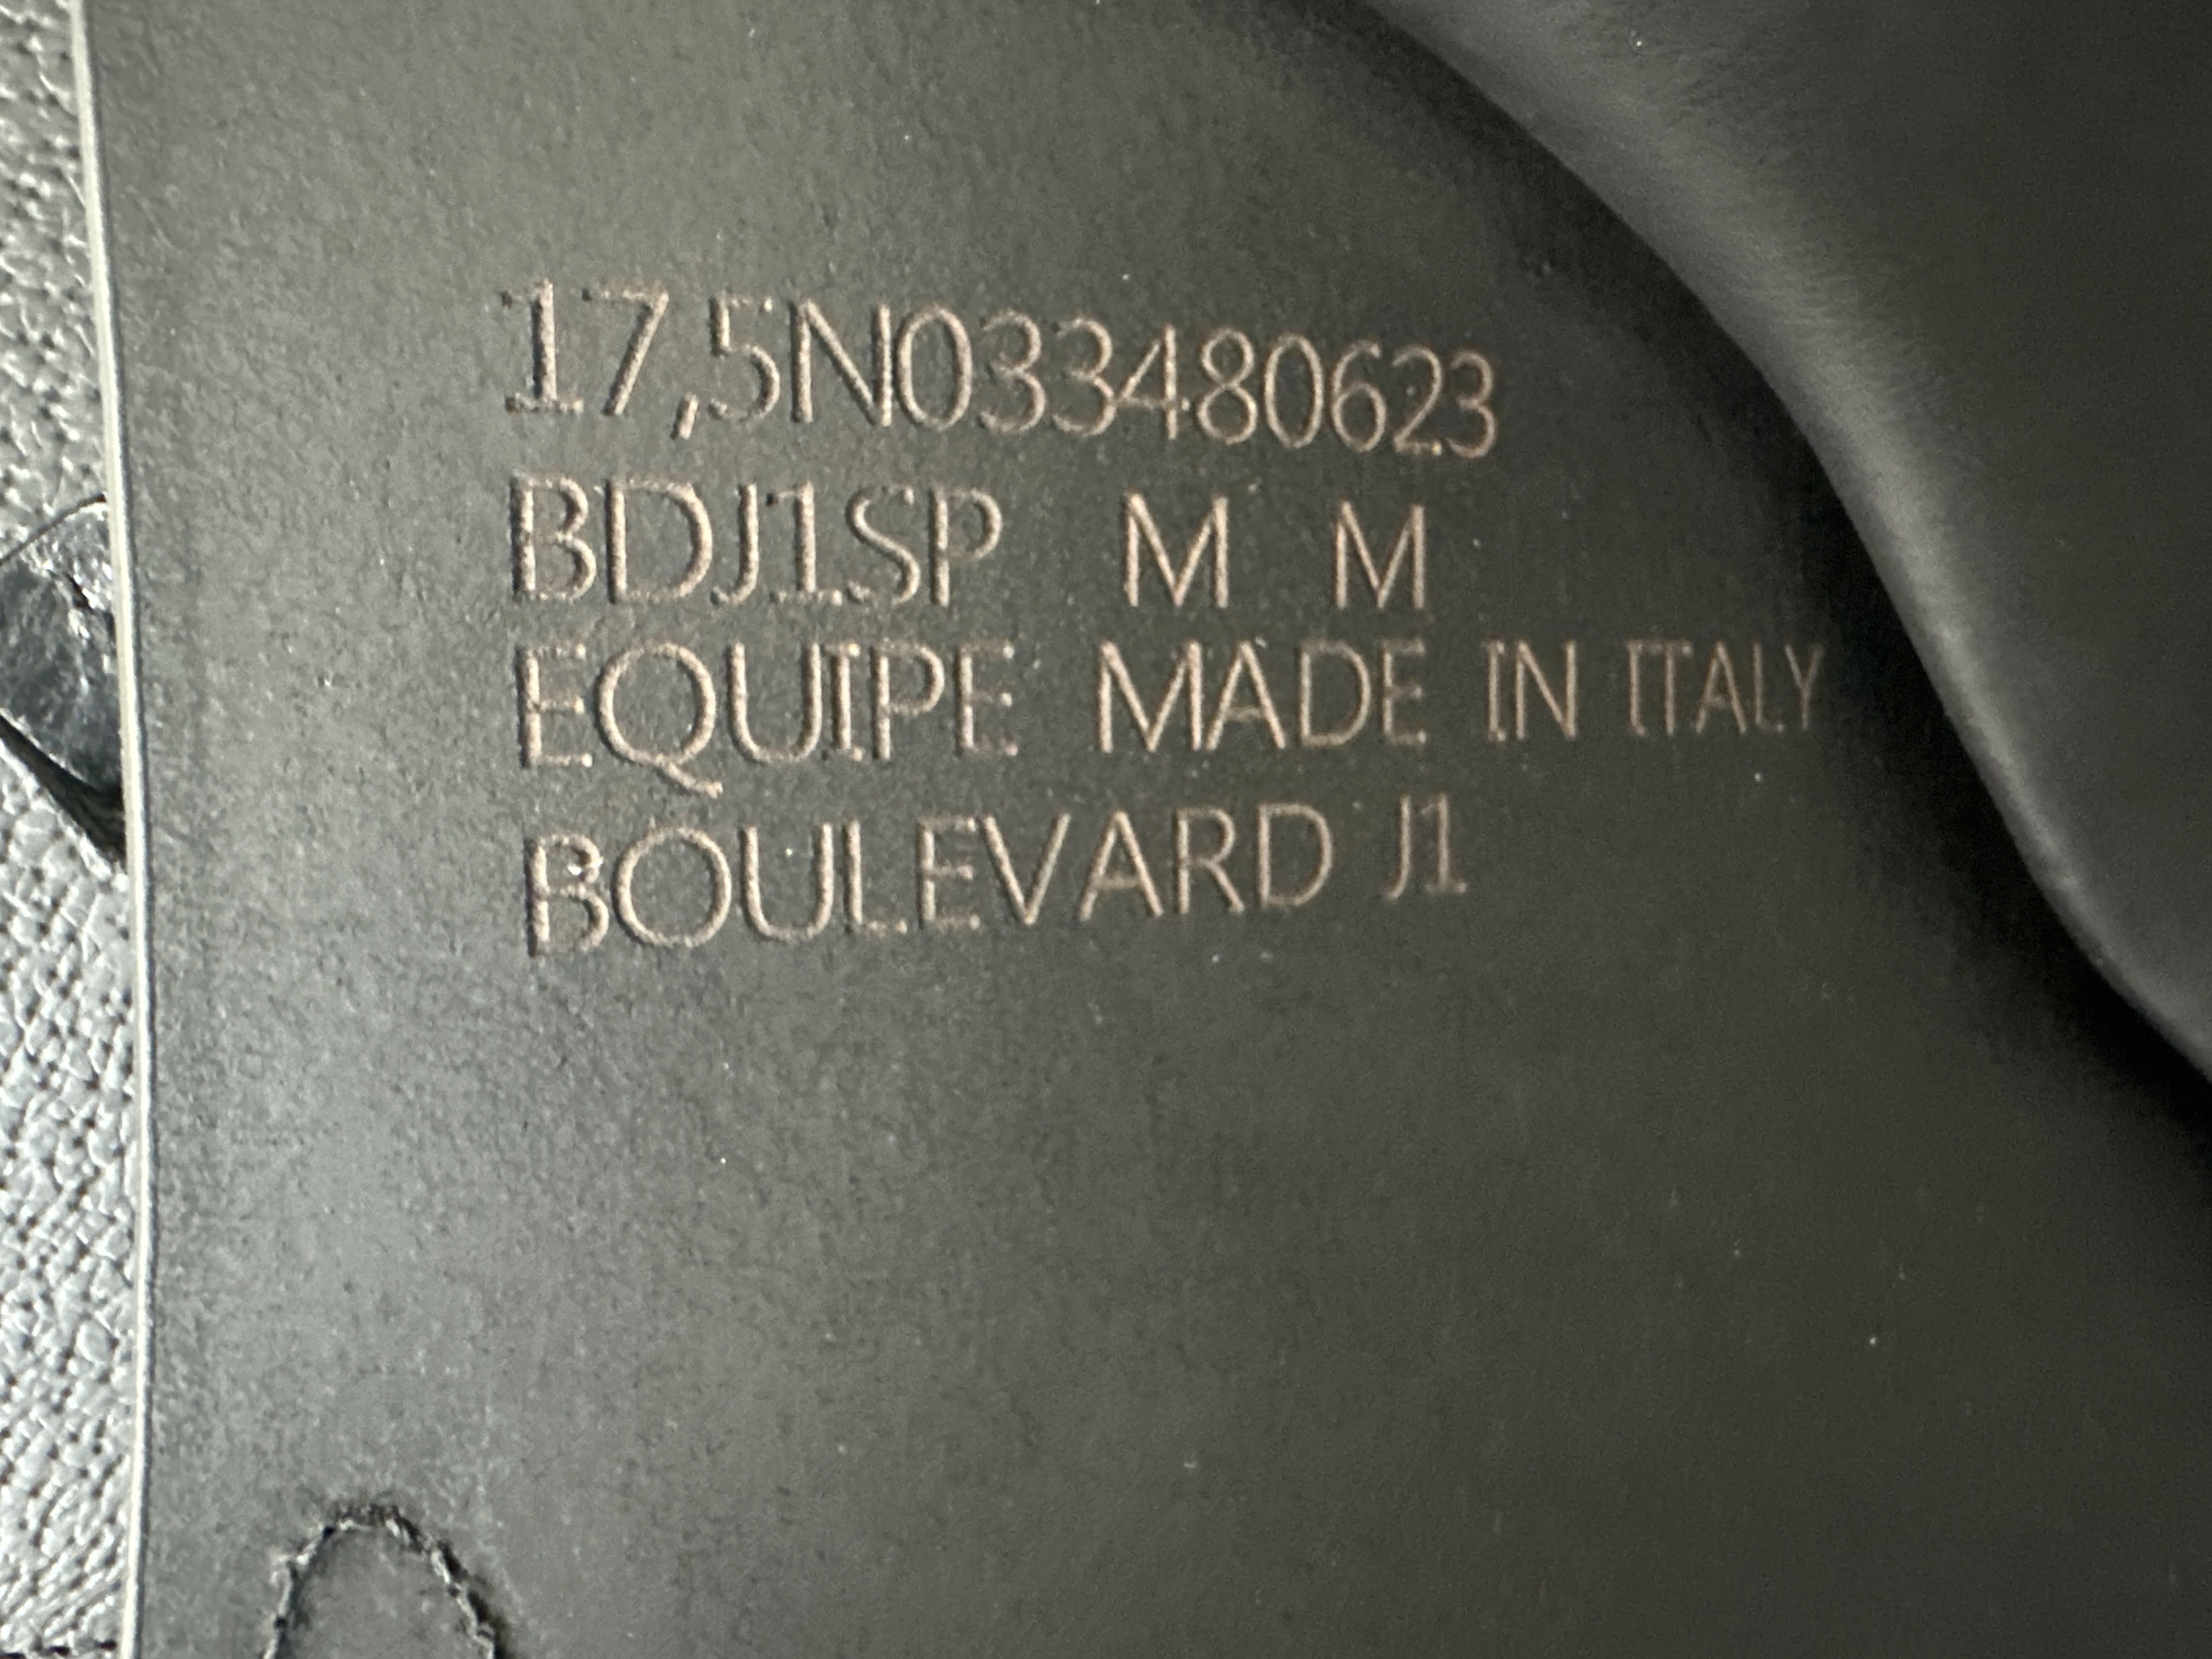 17,5N033480623
BDJ1SP M M
EQUIPE MADE IN ITALY
BOULEVARD J1